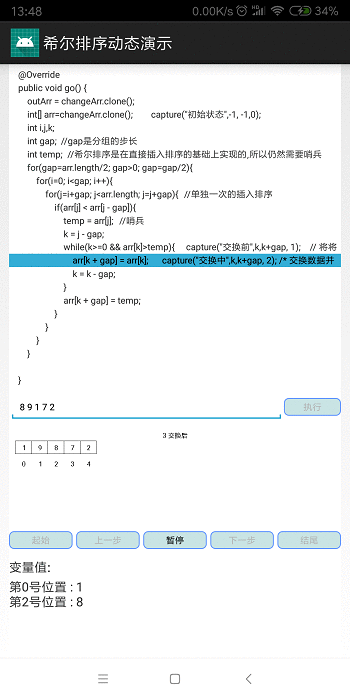 13:48 0.00K/s 34%
希尔排序动态演示
@Override
public void go() {
outArr = changeArr.clone();
int[] arr=changeArr.clone(); capture("初始状态",-1, -1,0);
int i,j,k;
int gap; //gap是分组的步长
int temp; //希尔排序是在直接插入排序的基础上实现的,所以仍然需要哨兵
for(gap=arr.length/2; gap>0; gap=gap/2){
for(i=0; i<gap; i++){
for(j=i+gap; j<arr.length; j=j+gap){ //单独一次的插入排序
if(arr[j] < arr[j - gap]){
temp = arr[j]; //哨兵
k = j - gap;
while(k>=0 && arr[k]>temp){ capture("交换前",k,k+gap, 1); // 将将
arr[k + gap] = arr[k]; capture("交换中",k,k+gap, 2); /* 交换数据并
k = k - gap;
}
arr[k + gap] = temp;
}
}
}
}
}
8 9 1 7 2 执行
3 交换后
1 9 8 7 2
0 1 2 3 4
起始 上一步 暂停 下一步 结尾
变量值:
第0号位置 : 1
第2号位置 : 8